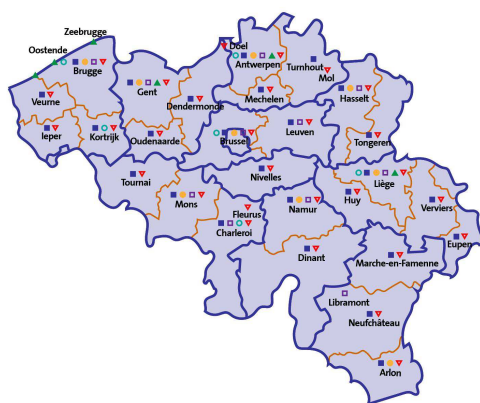 Zeebrugge
Oostende
Doel
Brugge
Gent
Antwerpen
Turnhout
Mol
Veurne
Dendermonde
Mechelen
Hasselt
Ieper
Kortrijk
Oudenaarde
Brussel
Leuven
Tongeren
Tournai
Nivelles
Liège
Mons
Fleurus
Namur
Huy
Verviers
Charleroi
Eupen
Dinant
Marche-en-Famenne
Libramont
Neufchâteau
Arlon